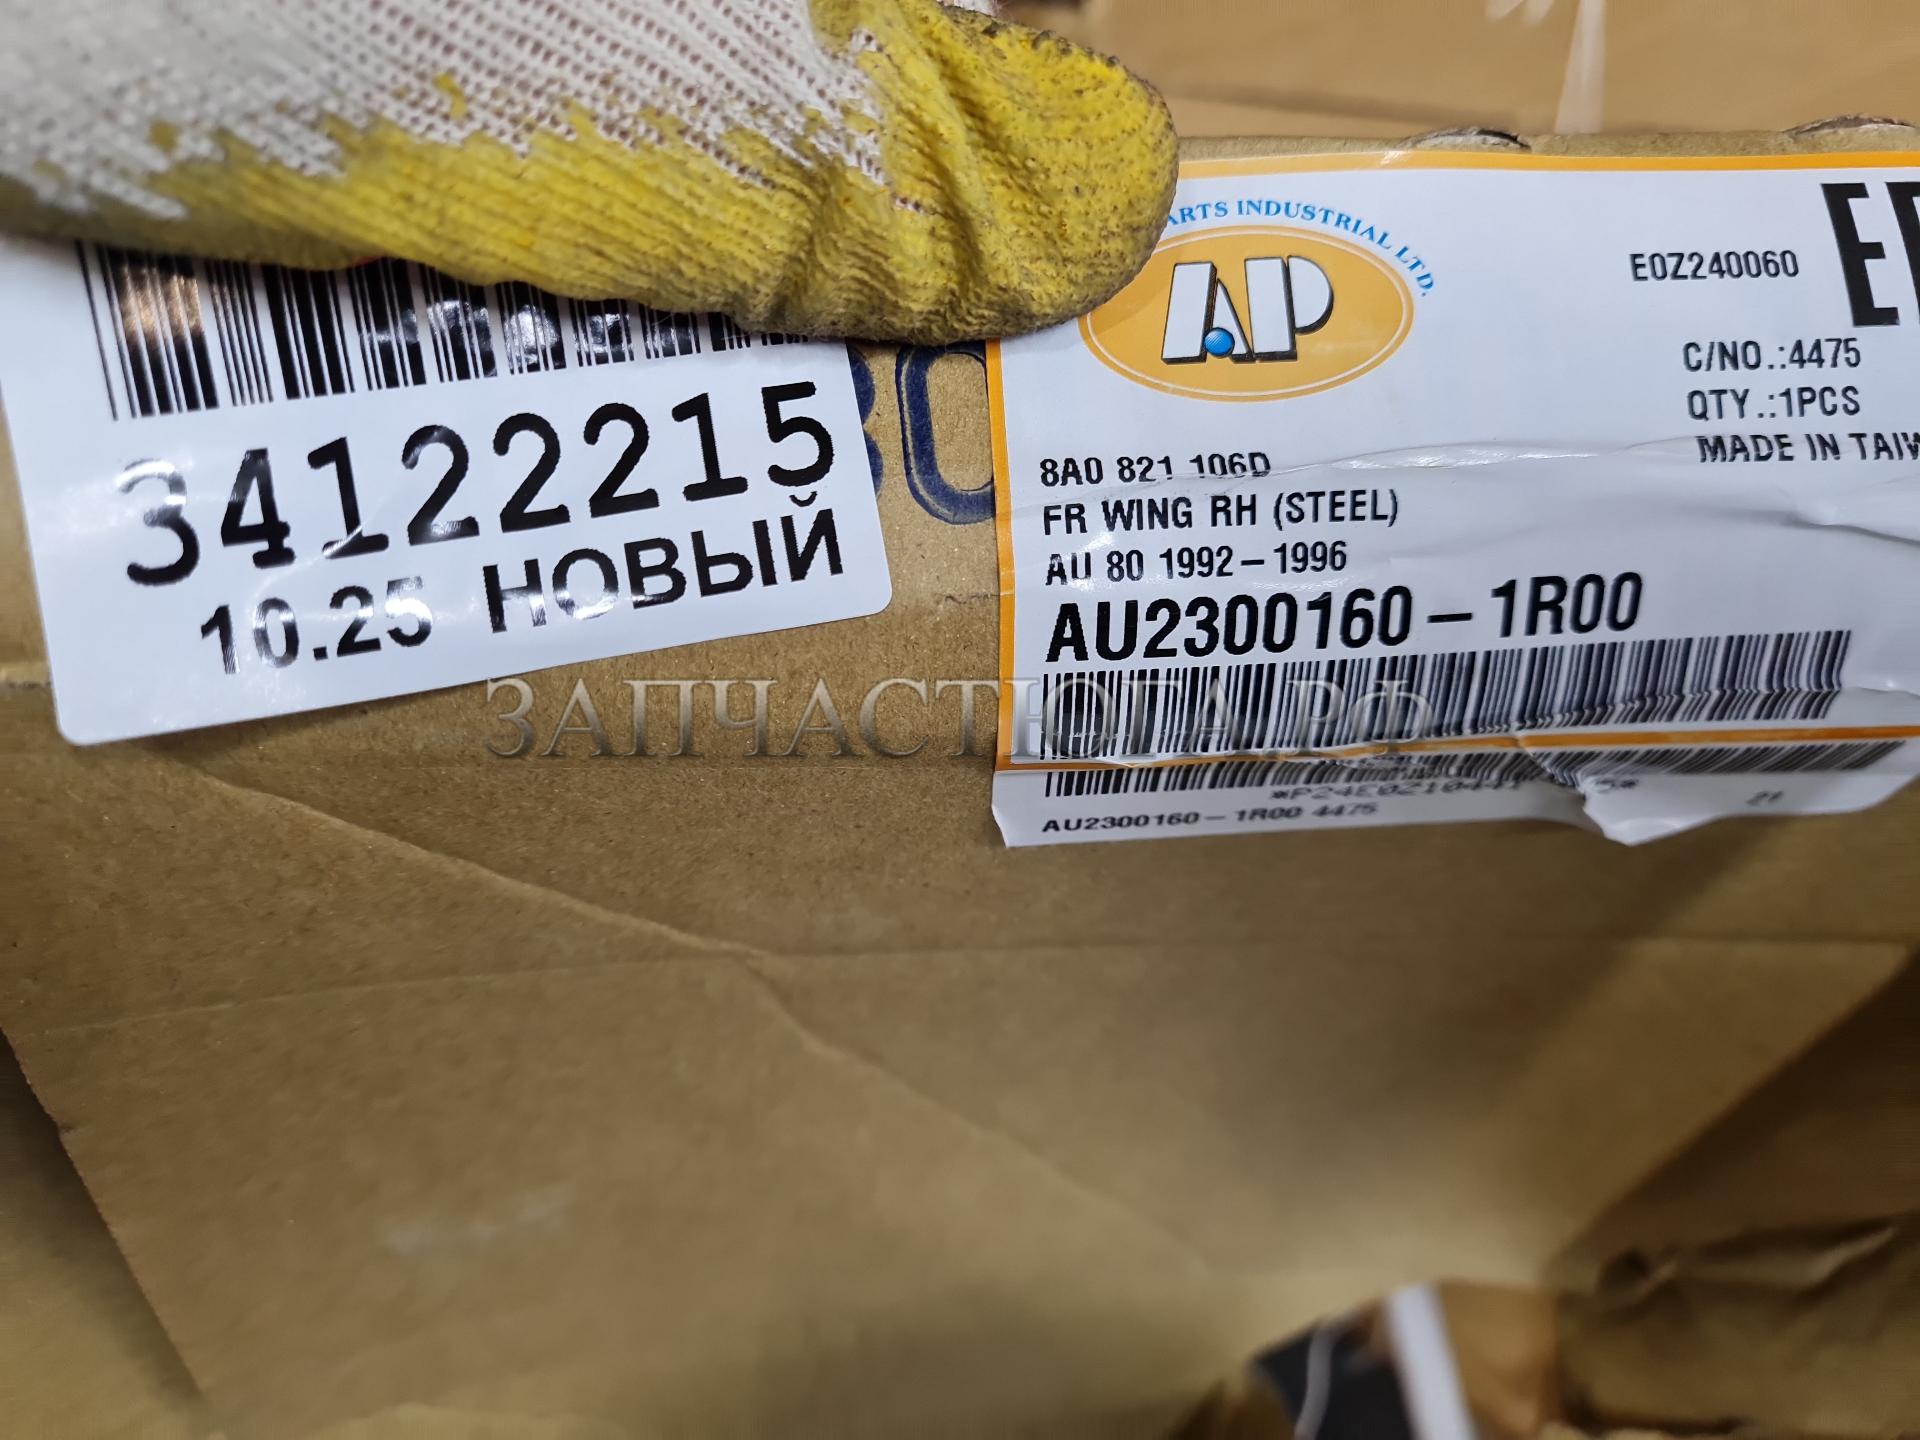 34122215
10.25 НОВЫЙ
ARTS INDUSTRIAL LTD.
AP
E0Z240060
C/NO.:4475
QTY.:1PCS
MADE IN TAIW
8A0 821 106D
FR WING RH (STEEL)
AU 80 1992-1996
AU2300160-1R00
AU2300160-1R00 4475
ЗАПЧАСТЮГА.РФ